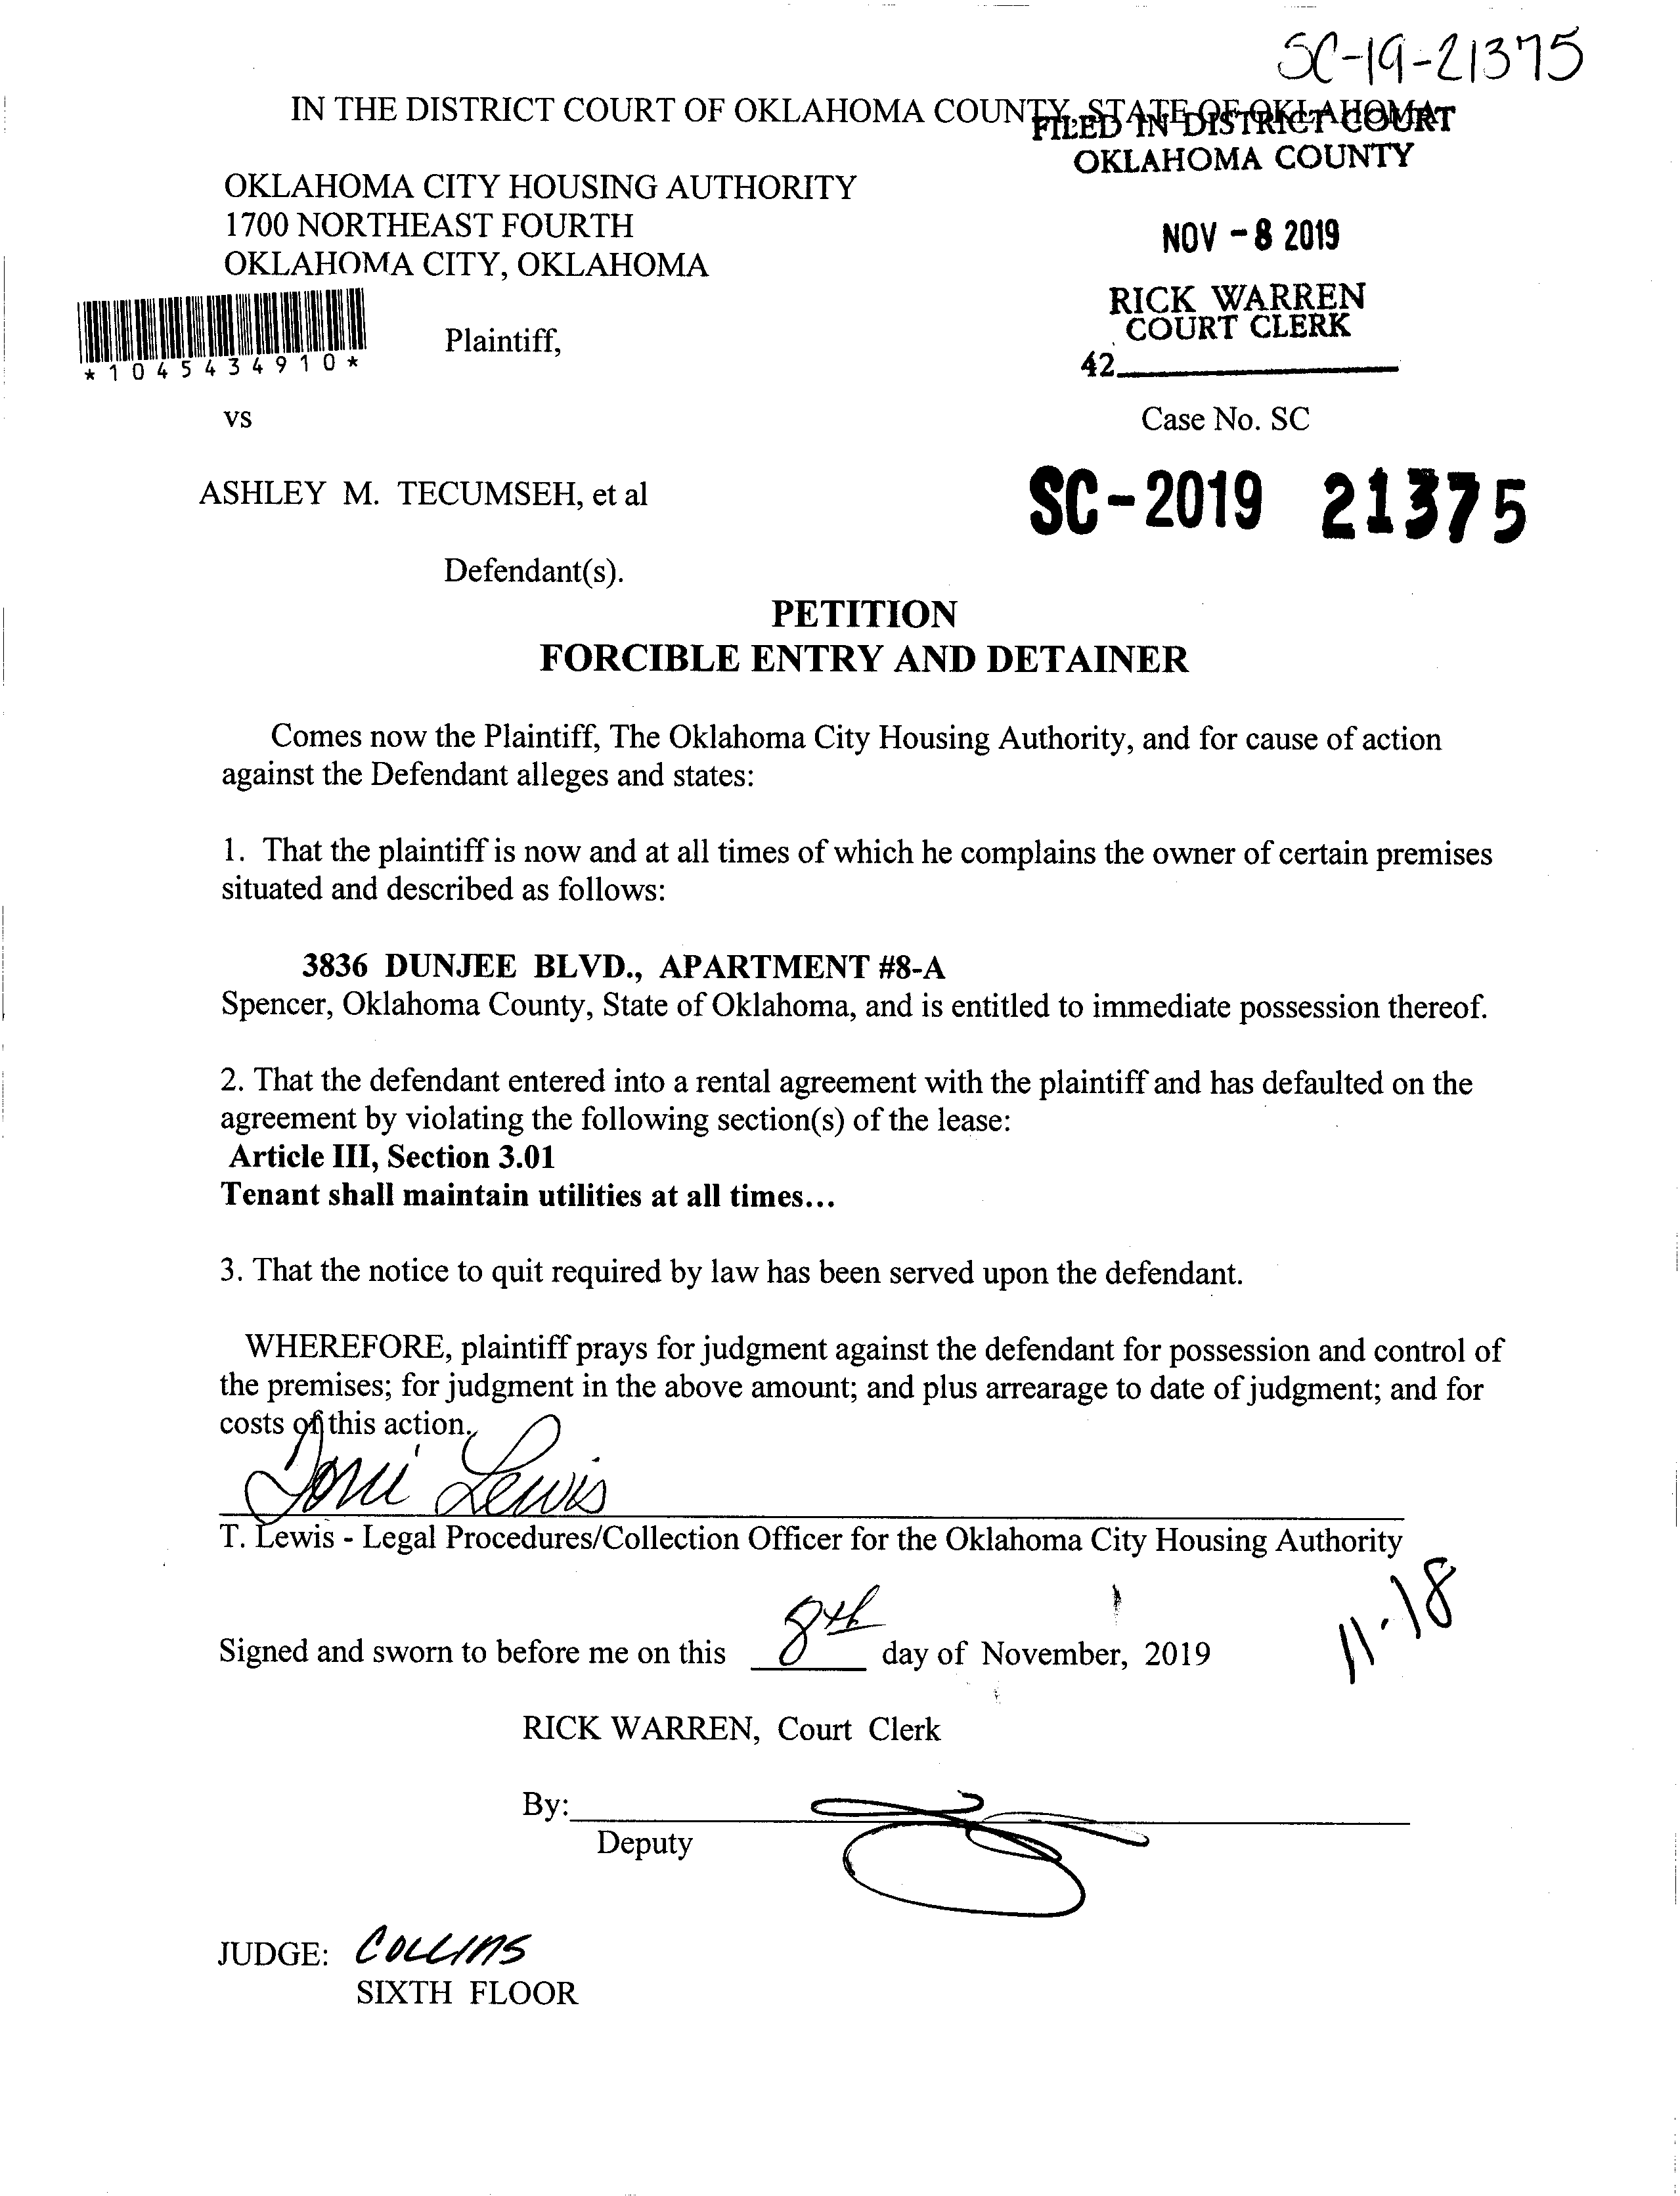 SC-19-21375
IN THE DISTRICT COURT OF OKLAHOMA COUNTY, STATE OF OKLAHOMA
FILED IN DISTRICT COURT
OKLAHOMA COUNTY
OKLAHOMA CITY HOUSING AUTHORITY
1700 NORTHEAST FOURTH
OKLAHOMA CITY, OKLAHOMA
NOV -8 2019
RICK WARREN
COURT CLERK
42
*1045434910*
Plaintiff,
vs
Case No. SC
ASHLEY M. TECUMSEH, et al
SC-2019 21375
Defendant(s).
PETITION
FORCIBLE ENTRY AND DETAINER
Comes now the Plaintiff, The Oklahoma City Housing Authority, and for cause of action
against the Defendant alleges and states:
1. That the plaintiff is now and at all times of which he complains the owner of certain premises
situated and described as follows:
3836 DUNJEE BLVD., APARTMENT #8-A
Spencer, Oklahoma County, State of Oklahoma, and is entitled to immediate possession thereof.
2. That the defendant entered into a rental agreement with the plaintiff and has defaulted on the
agreement by violating the following section(s) of the lease:
Article III, Section 3.01
Tenant shall maintain utilities at all times...
3. That the notice to quit required by law has been served upon the defendant.
WHEREFORE, plaintiff prays for judgment against the defendant for possession and control of
the premises; for judgment in the above amount; and plus arrearage to date of judgment; and for
costs of this action.
Toni Lewis
T. Lewis - Legal Procedures/Collection Officer for the Oklahoma City Housing Authority
11-18
Signed and sworn to before me on this 8th day of November, 2019
RICK WARREN, Court Clerk
By:
Deputy
JUDGE: COLLINS
SIXTH FLOOR